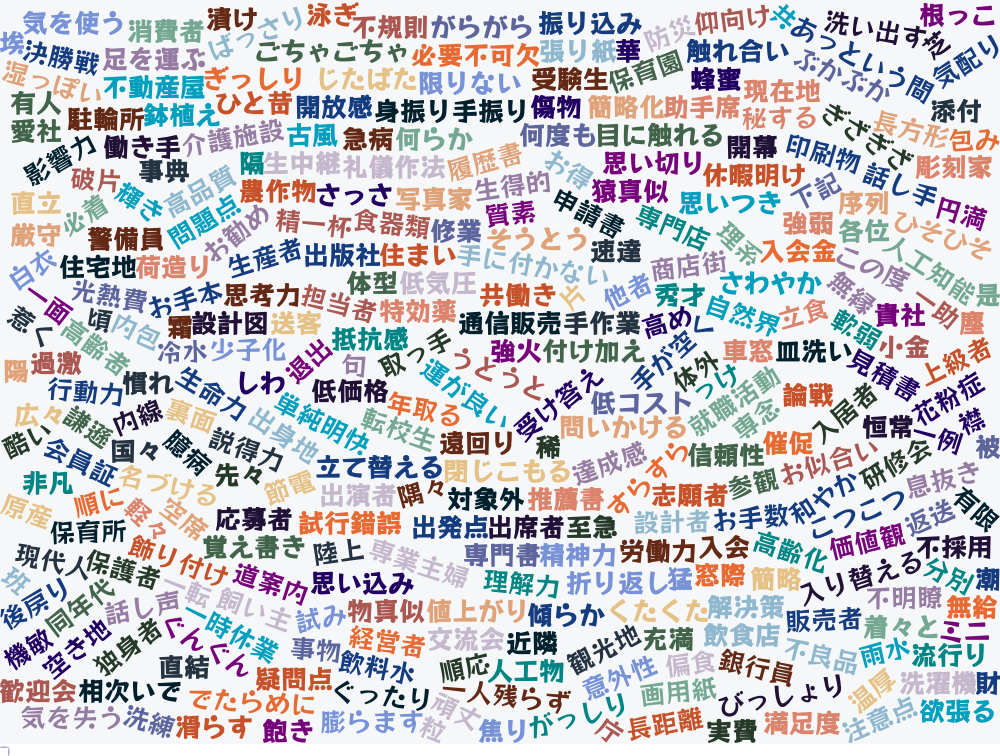 気を使う 消費者 漬け ばっさり 泳ぎ 不規則 がらがら 振り込み 防災 仰向け 共 あっという間 洗い出す 根っこ
埃 決勝戦 足を運ぶ ごちゃごちゃ 必要不可欠 張り紙 華 触れ合い ぷかぷか 気配り
湿っぽい 不動産屋 ぎっしり じたばた 限りない 受験生 保育園 蜂蜜 現在地
有人 駐輪所 鉢植え ひと苦 開放感 身振り手振り 傷物 簡略化 助手席 秘する ぎざぎざ 長方形 添付 包み
愛社 影響力 働き手 介護施設 古風 急病 何らか 何度も 目に触れる 開幕 印刷物 話し手 彫刻家
破片 事典 隔 生中継 礼儀作法 履歴書 お得 思い切り 休暇明け 下記
直立 必着 輝き 高品質 農作物 さっさ 写真家 生得的 猿真似 思いつき 序列 円満
厳守 警備員 問題点 お勧め 精一杯 食器類 修業 質素 申請書 専門店 理系 強弱 各位 ひそひそ
白衣 住宅地 荷造り 生産者 出版社 住まい 手に付かない そうとう 速達 商店街 入会金 この度 人工知能 是
一面 光熱費 お手本 思考力 担当者 体型 低気圧 特効薬 共働き 片 他者 秀才 さわやか 無縁 一助
惹く 頃 内包 霜 設計図 送客 抵抗感 通信販売 手作業 高め 自然界 立食 軟弱 貴社 塵
陽 過激 高齢者 冷水 少子化 退出 句 取っ手 うとうと 強火 付け加え 手が空く 体外 車窓 皿洗い 小金 上級者
行動力 慣れ 生命力 しわ 低価格 運が良い 受け答え 低コスト っけ 就職活動 論戦 見積書 花粉症
広々 謙遜 内線 裏面 出身地 単純明快 年取る 転校生 問いかける 専念 入居者 恒常 一例 襟
酷い 会員証 国々 臆病 説得力 遠回り 稀 信頼性 催促 お似合い 研修会 被
非凡 名づける 先々 節電 立て替える 閉じこもる 達成感 すらすら 参観 和やか 息抜き
原産 順に 軽々 空席 応募者 出演者 隅々 対象外 推薦書 志願者 お手数 こつこつ 有限
保育所 試行錯誤 出発点 出席者 至急 設計者 返送
現代人 保護者 飾り付け 覚え書き 陸上 専業主婦 専門書 精神力 労働力 入会 高齢化 価値観 不採用
班 後戻り 同年代 一転 道案内 思い込み 理解力 折り返し 猛 窓際 簡略 入り替える 分別 潮
話し声 飼い主 試み 物真似 値上がり 傾らか くたくた 解決策 販売者 不明瞭 無給
機敏 空き地 独身者 ぐんぐん 一時休業 事物 経営者 交流会 近隣 観光地 充満 飲食店 不良品 着々と ミニ
直結 疑問点 飲料水 順応 人工物 意外性 偏食 銀行員 雨水 流行り
歓迎会 相次いで でたらめに ぐったり 一人残らず 画用紙 びっしょり 温厚 洗濯機 財
気を失う 洗練 滑らす 飽き 膨らます 粒 頑丈 焦り がっしり 長距離 実費 満足度 注意点 欲張る